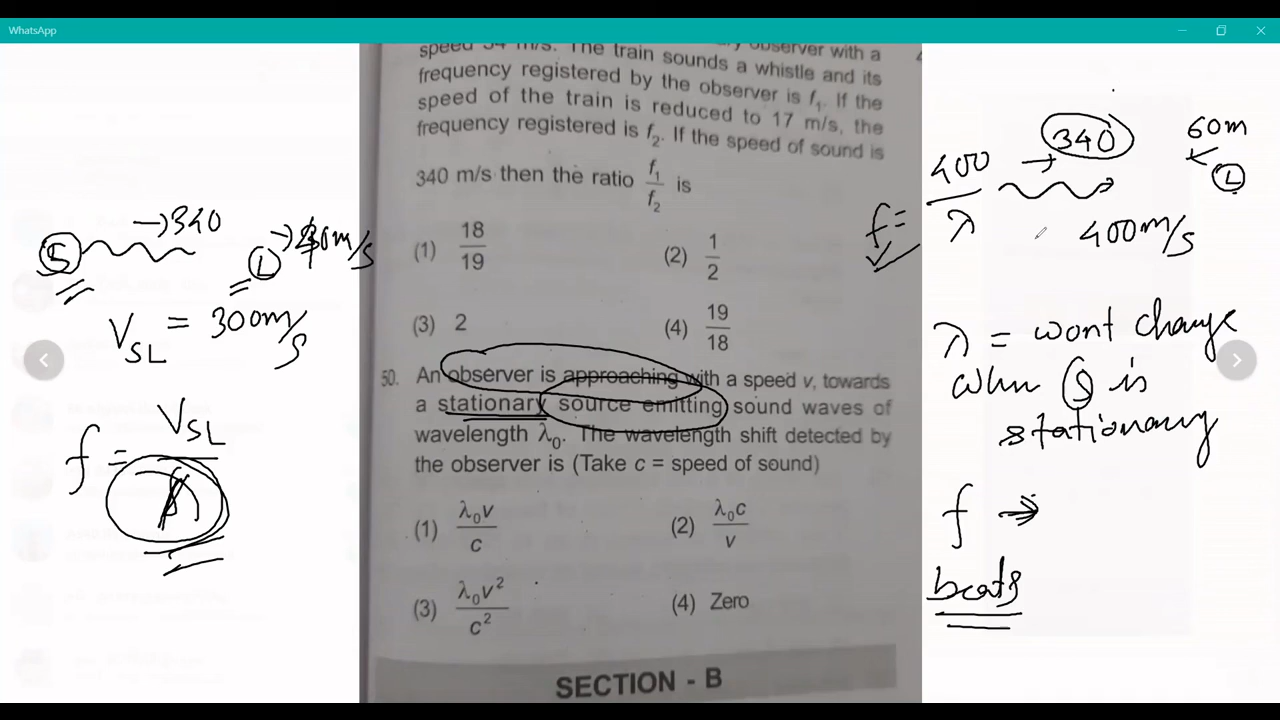 WhatsApp
speed 34 m/s. The train sounds a whistle and its
observer with a
frequency registered by the observer is f₁. If the
speed of the train is reduced to 17 m/s, the
frequency registered is f₂. If the speed of sound is
340 m/s then the ratio f₁/f₂ is
(1) 18/19
(2) 1/2
(3) 2
(4) 19/18
50. An observer is approaching with a speed v, towards
a stationary source emitting sound waves of
wavelength λ₀. The wavelength shift detected by
the observer is (Take c = speed of sound)
(1) λ₀v/c
(2) λ₀c/v
(3) λ₀v²/c²
(4) Zero
SECTION - B
→340
S
L
m/s
V_SL = 300m/s
f = V_SL
340
60m
L
f = 400/λ
400m/s
λ = wont change
when S is
stationary
f →
beats